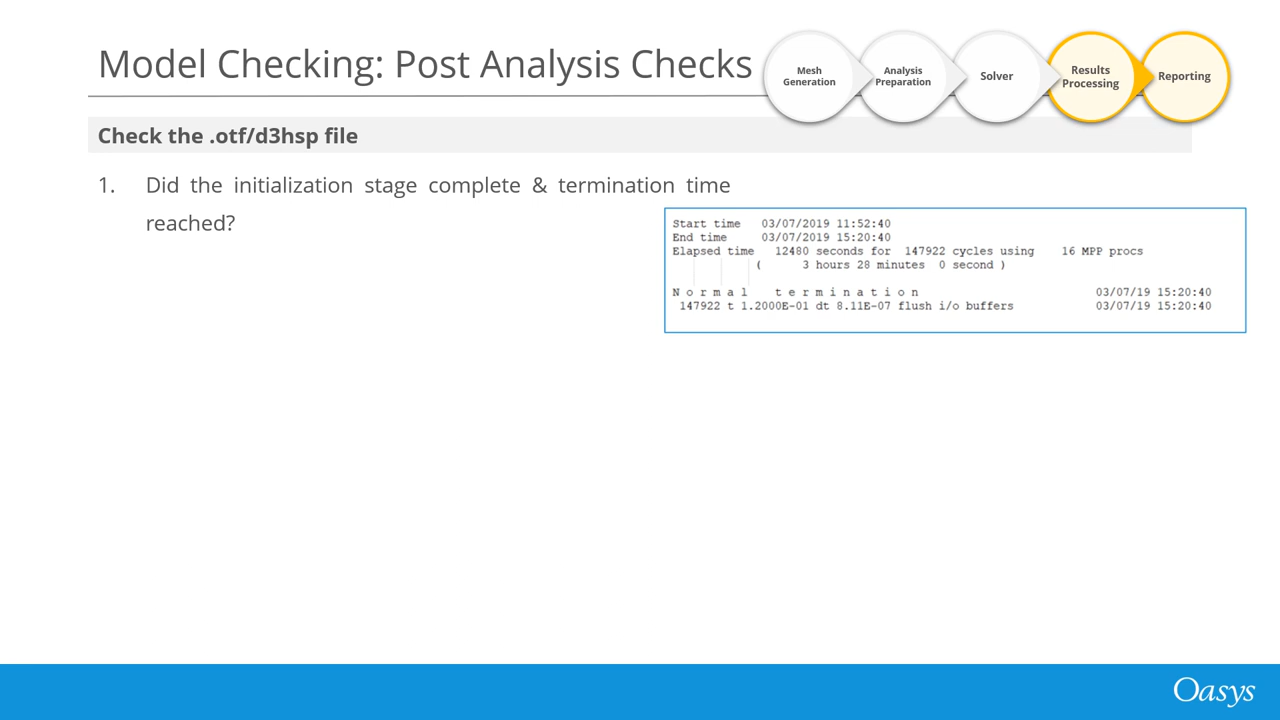 Model Checking: Post Analysis Checks
Mesh
Generation
Analysis
Preparation
Solver
Results
Processing
Reporting
Check the .otf/d3hsp file
1. Did the initialization stage complete & termination time
reached?
Start time 03/07/2019 11:52:40
End time 03/07/2019 15:20:40
Elapsed time 12480 seconds for 147922 cycles using 16 MPP procs
( 3 hours 28 minutes 0 second )
N o r m a l t e r m i n a t i o n 03/07/19 15:20:40
147922 t 1.2000E-01 dt 8.11E-07 flush i/o buffers 03/07/19 15:20:40
Oasys